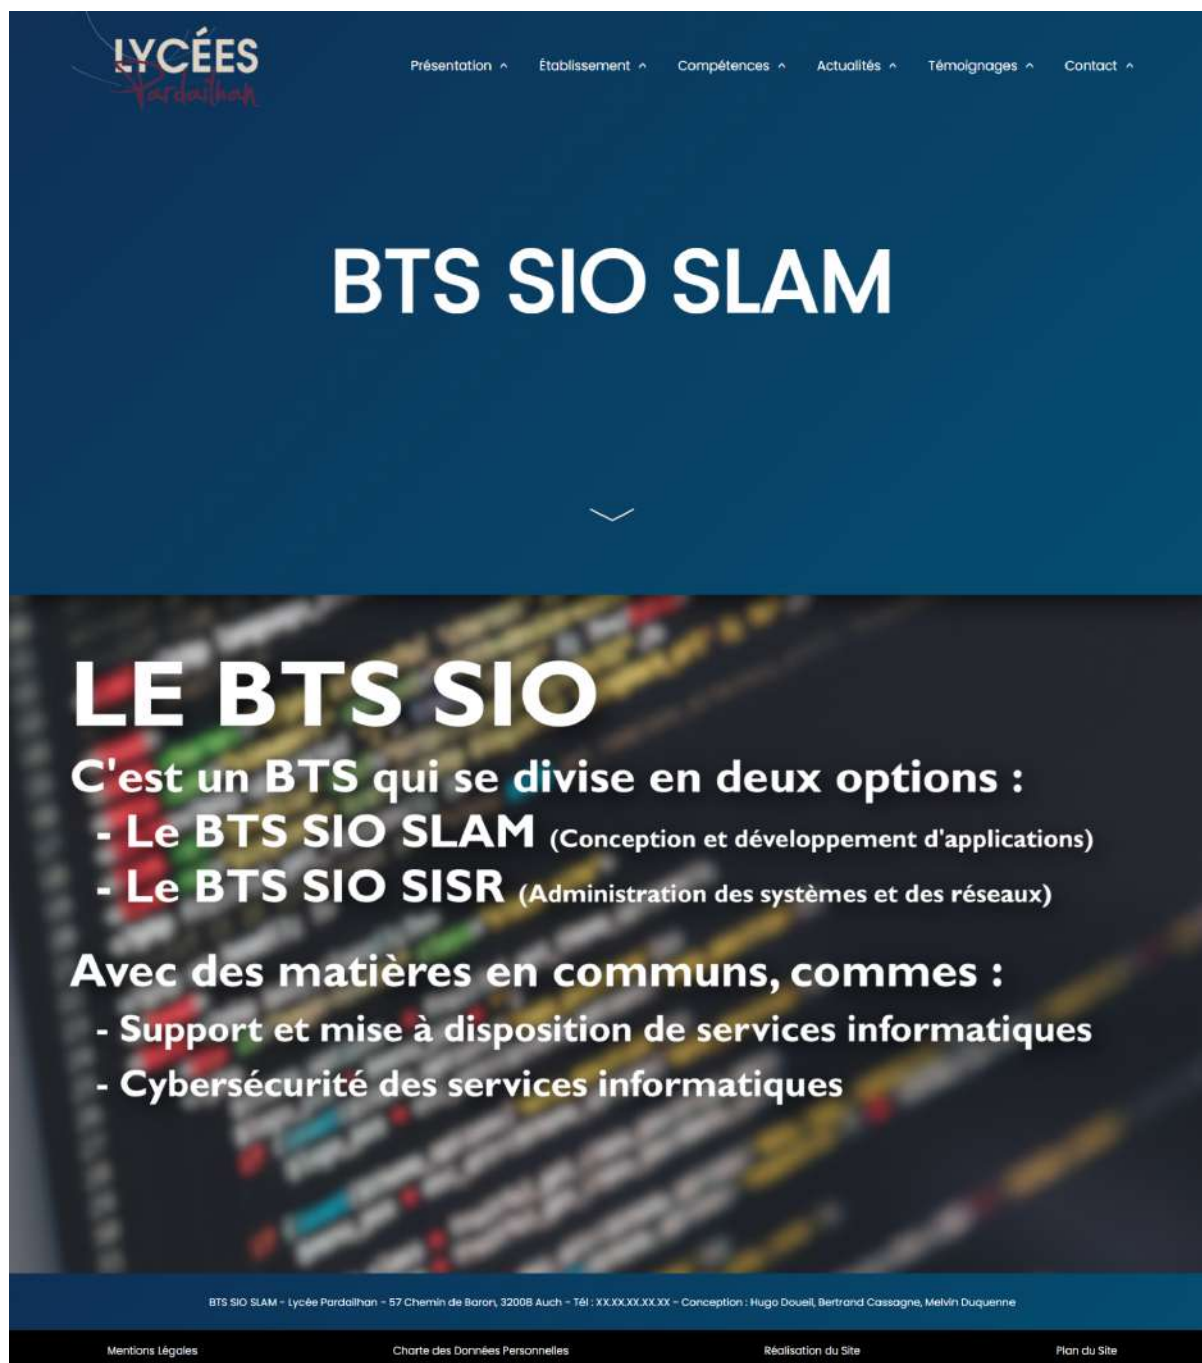 LYCÉES
Pardailhan
Présentation ^ Établissement ^ Compétences ^ Actualités ^ Témoignages ^ Contact ^
BTS SIO SLAM
LE BTS SIO
C'est un BTS qui se divise en deux options :
- Le BTS SIO SLAM (Conception et développement d'applications)
- Le BTS SIO SISR (Administration des systèmes et des réseaux)
Avec des matières en communs, commes :
- Support et mise à disposition de services informatiques
- Cybersécurité des services informatiques
BTS SIO SLAM - Lycée Pardailhan - 57 Chemin de Baron, 32008 Auch - Tél : XX.XX.XX.XX.XX - Conception : Hugo Doueil, Bertrand Cassagne, Melvin Duquenne
Mentions Légales Charte des Données Personnelles Réalisation du Site Plan du Site